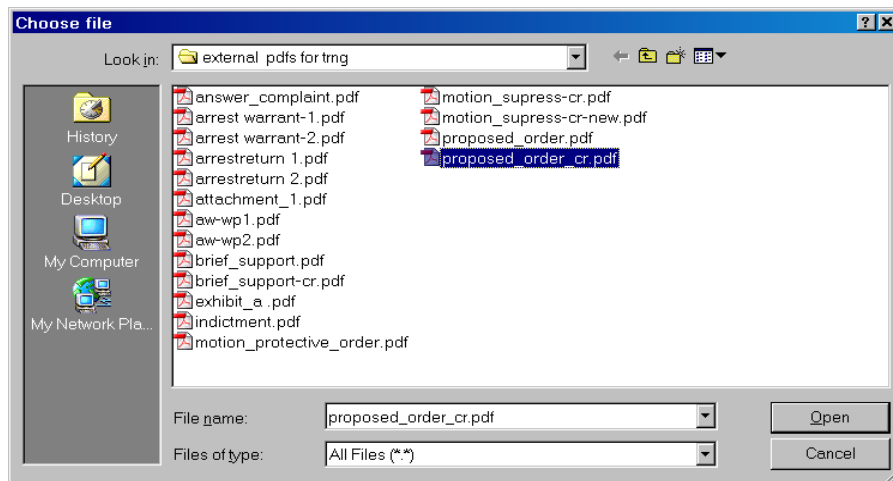 Choose file
Look in: external pdfs for trng
History
Desktop
My Computer
My Network Pla...
answer_complaint.pdf
arrest warrant-1.pdf
arrest warrant-2.pdf
arrestreturn 1.pdf
arrestreturn 2.pdf
attachment_1.pdf
aw-wp1.pdf
aw-wp2.pdf
brief_support.pdf
brief_support-cr.pdf
exhibit_a .pdf
indictment.pdf
motion_protective_order.pdf
motion_supress-cr.pdf
motion_supress-cr-new.pdf
proposed_order.pdf
proposed_order_cr.pdf
File name: proposed_order_cr.pdf Open
Files of type: All Files (*.*) Cancel